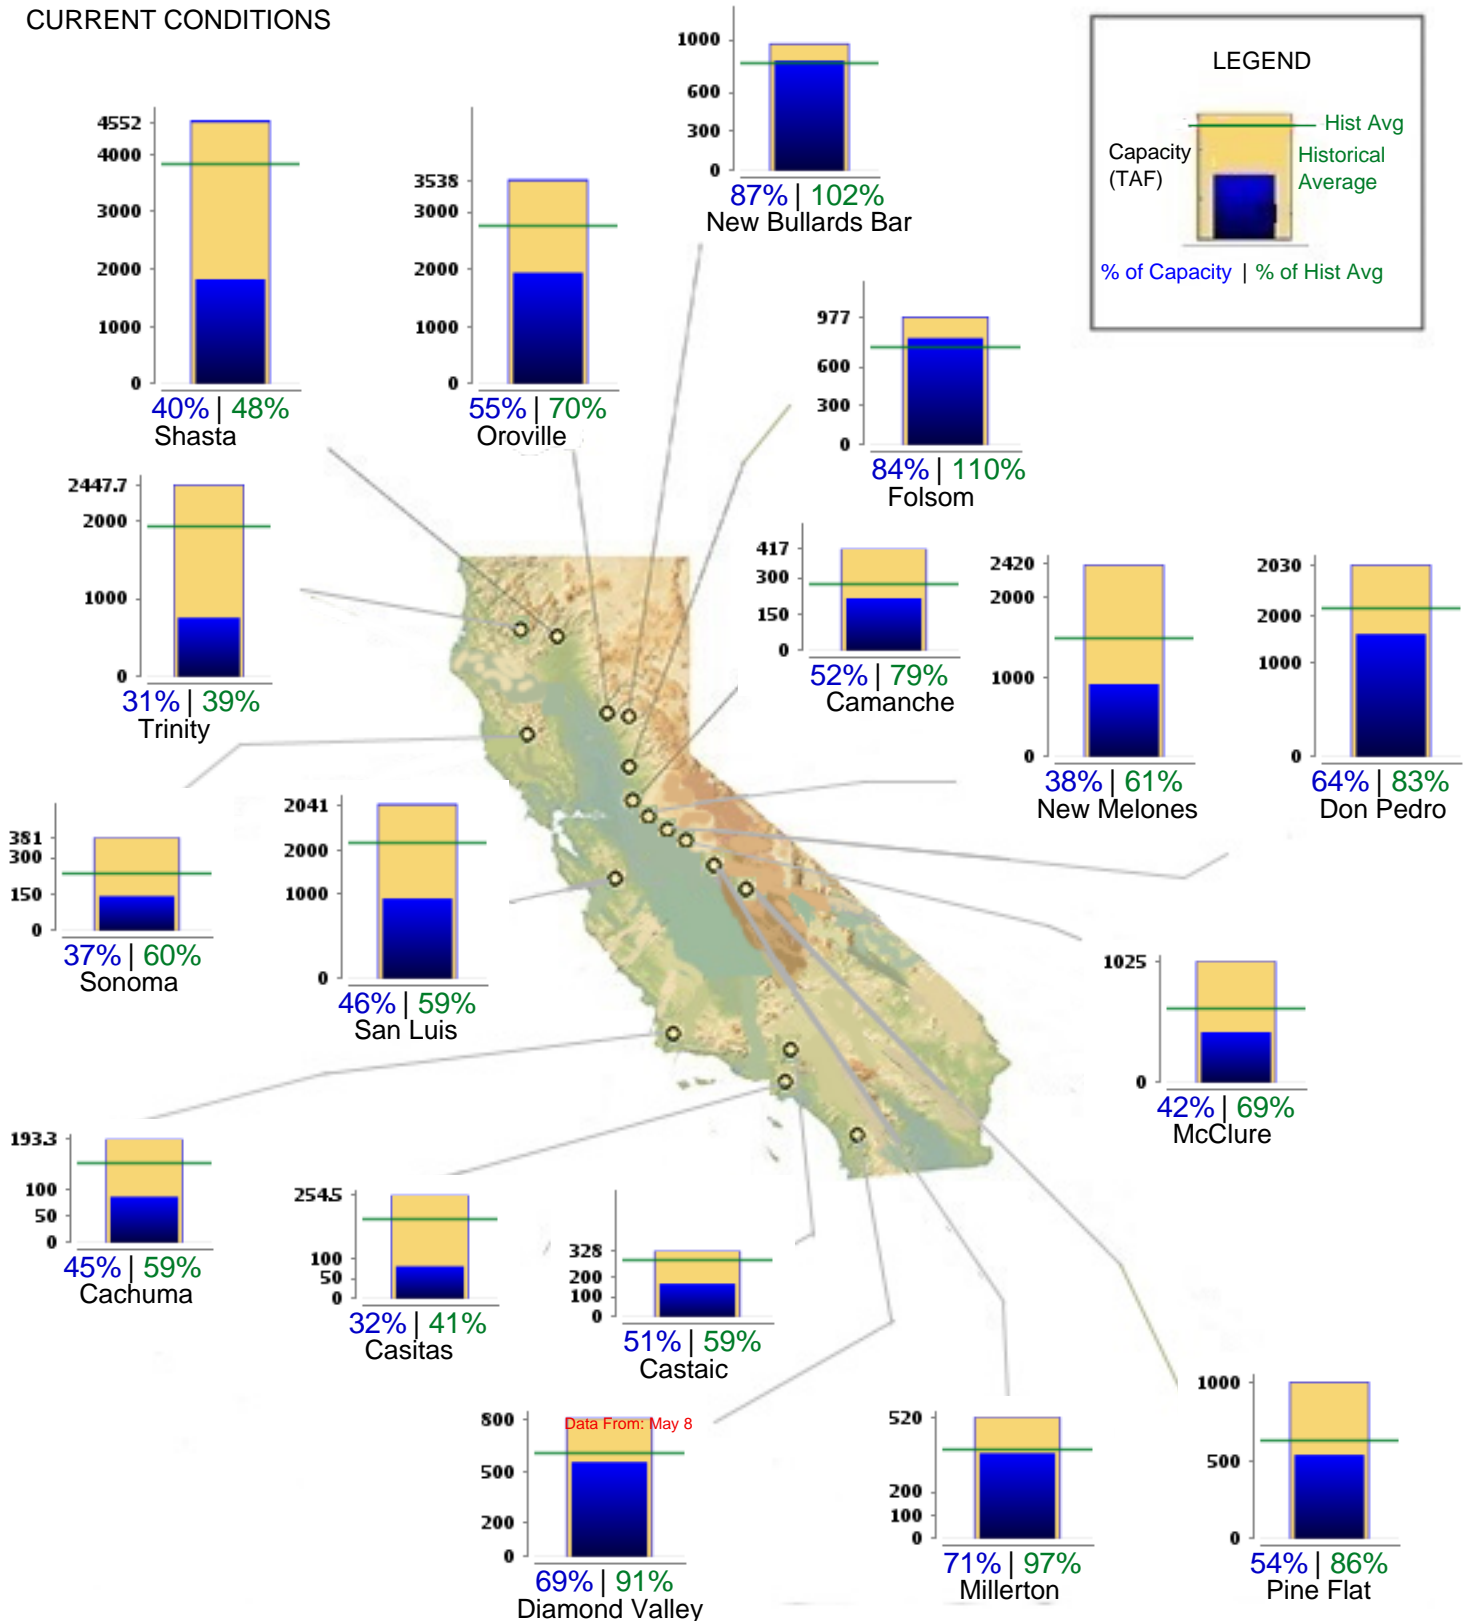 CURRENT CONDITIONS
1000
600
300
0
87% | 102%
New Bullards Bar
LEGEND
Hist Avg
Capacity
(TAF)
Historical
Average
% of Capacity | % of Hist Avg
4552
4000
3000
2000
1000
0
40% | 48%
Shasta
3538
3000
2000
1000
0
55% | 70%
Oroville
977
600
300
0
84% | 110%
Folsom
2447.7
2000
1000
0
31% | 39%
Trinity
417
300
150
0
52% | 79%
Camanche
2420
2000
1000
0
38% | 61%
New Melones
2030
2000
1000
0
64% | 83%
Don Pedro
381
300
150
0
37% | 60%
Sonoma
2041
2000
1000
0
46% | 59%
San Luis
1025
0
42% | 69%
McClure
193.3
100
50
0
45% | 59%
Cachuma
254.5
100
50
0
32% | 41%
Casitas
328
200
100
0
51% | 59%
Castaic
800
500
200
0
Data From: May 8
69% | 91%
Diamond Valley
520
200
100
0
71% | 97%
Millerton
1000
500
0
54% | 86%
Pine Flat